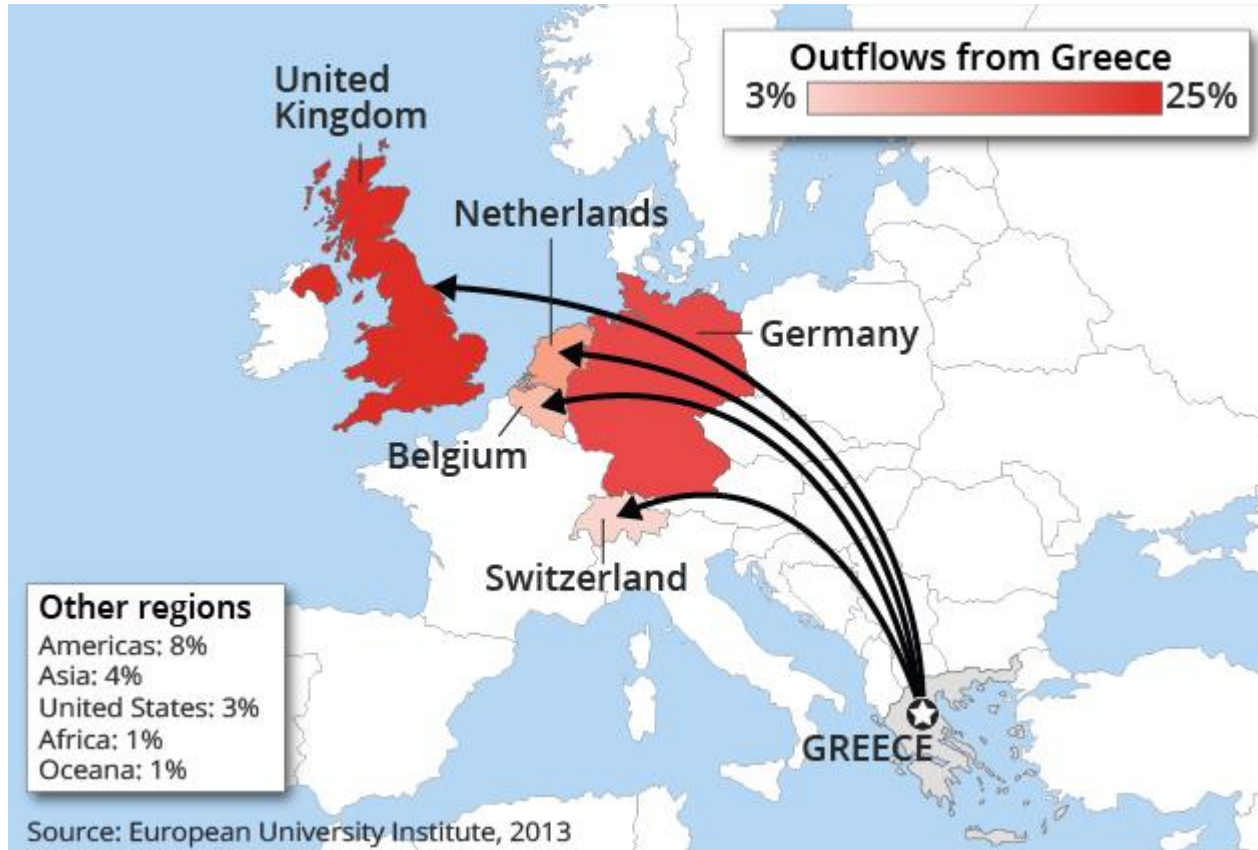 Outflows from Greece
3% 25%
United
Kingdom
Netherlands
Germany
Belgium
Switzerland
GREECE
Other regions
Americas: 8%
Asia: 4%
United States: 3%
Africa: 1%
Oceana: 1%
Source: European University Institute, 2013